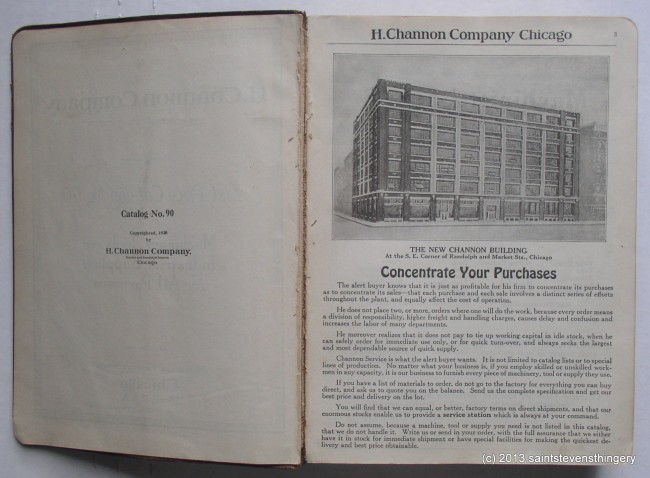 Catalog No. 90
Copyrighted, 1920
by
H. Channon Company.
Chicago
H. Channon Company Chicago
3
THE NEW CHANNON BUILDING
At the S. E. Corner of Randolph and Market Sts., Chicago
Concentrate Your Purchases
The alert buyer knows that it is just as profitable for his firm to concentrate its purchases
as to concentrate its sales—that each purchase and each sale involves a distinct series of efforts
throughout the plant, and equally affect the cost of operation.
He does not place two, or more, orders where one will do the work, because every order means
a division of responsibility, higher freight and handling charges, causes delay and confusion and
increases the labor of many departments.
He moreover realizes that it does not pay to tie up working capital in idle stock, when he
can safely order for immediate use only, or for quick turn-over, and always seeks the largest
and most dependable source of quick supply.
Channon Service is what the alert buyer wants. It is not limited to catalog lists or to special
lines of production. No matter what your business is, if you employ skilled or unskilled work-
men in any capacity, it is our business to furnish every piece of machinery, tool or supply they use.
If you have a list of materials to order, do not go to the factory for everything you can buy
direct, and ask us to quote you on the balance. Send us the complete specification and get our
best price and delivery on the lot.
You will find that we can equal, or better, factory terms on direct shipments, and that our
enormous stocks enable us to provide a service station which is always at your command.
Do not assume, because a machine, tool or supply you need is not listed in this catalog,
that we do not handle it. Write us or send in your order, with the full assurance that we either
have it in stock for immediate shipment or have special facilities for making the quickest de-
livery and best price obtainable.
(c) 2013 saintstevensthingery